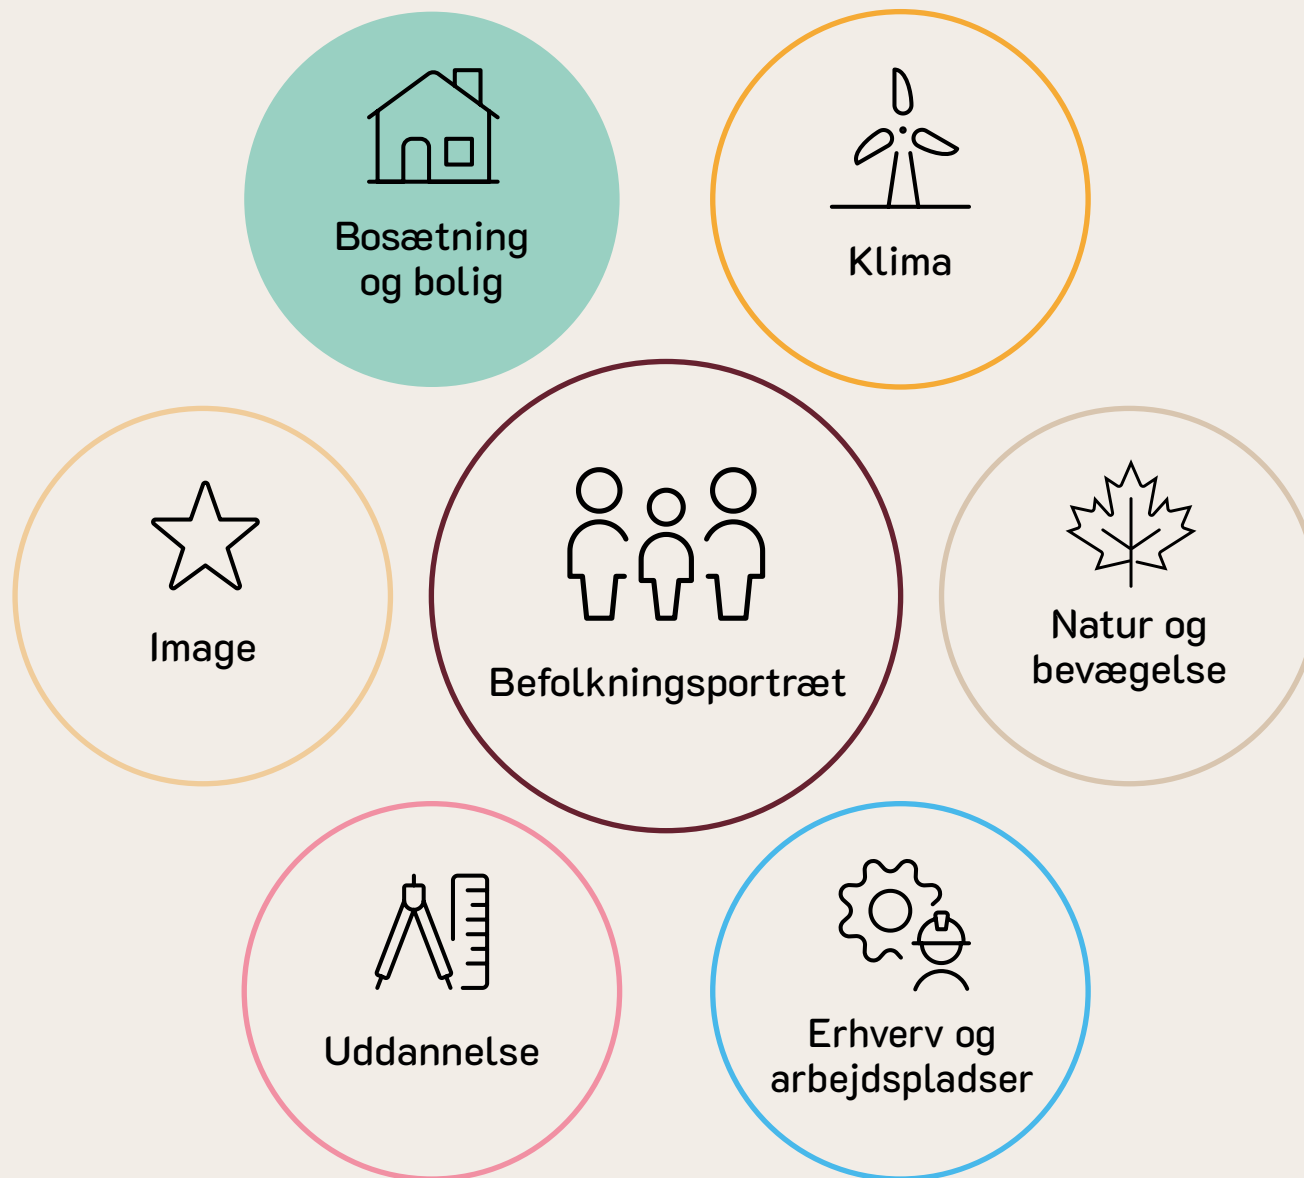 Bosætning
og bolig
Klima
Image
Befolkningsportræt
Natur og
bevægelse
Uddannelse
Erhverv og
arbejdspladser